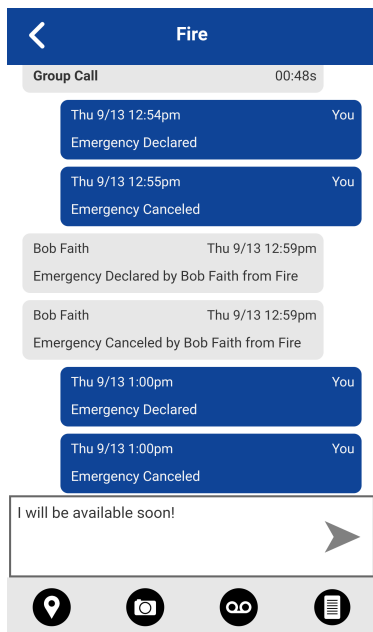 Fire
Group Call 00:48s
Thu 9/13 12:54pm You
Emergency Declared
Thu 9/13 12:55pm You
Emergency Canceled
Bob Faith Thu 9/13 12:59pm
Emergency Declared by Bob Faith from Fire
Bob Faith Thu 9/13 12:59pm
Emergency Canceled by Bob Faith from Fire
Thu 9/13 1:00pm You
Emergency Declared
Thu 9/13 1:00pm You
Emergency Canceled
I will be available soon!